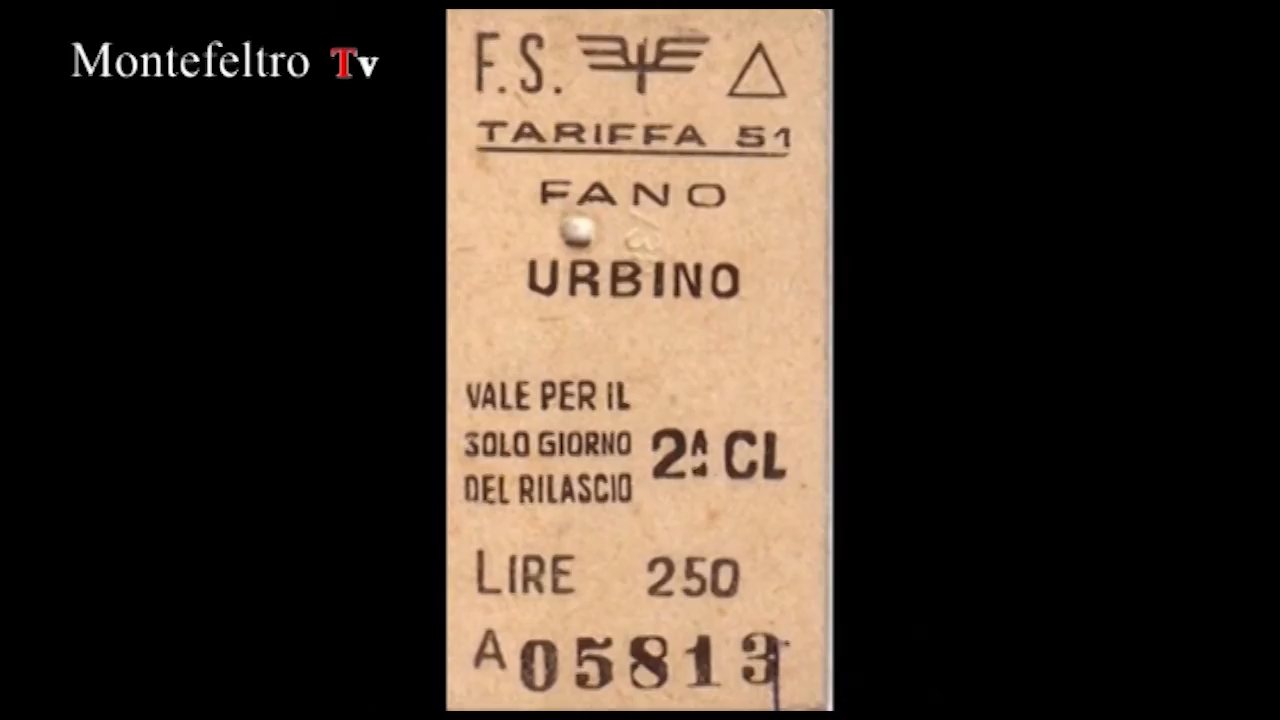 Montefeltro Tv
F.S.
TARIFFA 51
FANO
URBINO
VALE PER IL
SOLO GIORNO
DEL RILASCIO
2ª CL
LIRE 250
A 05813